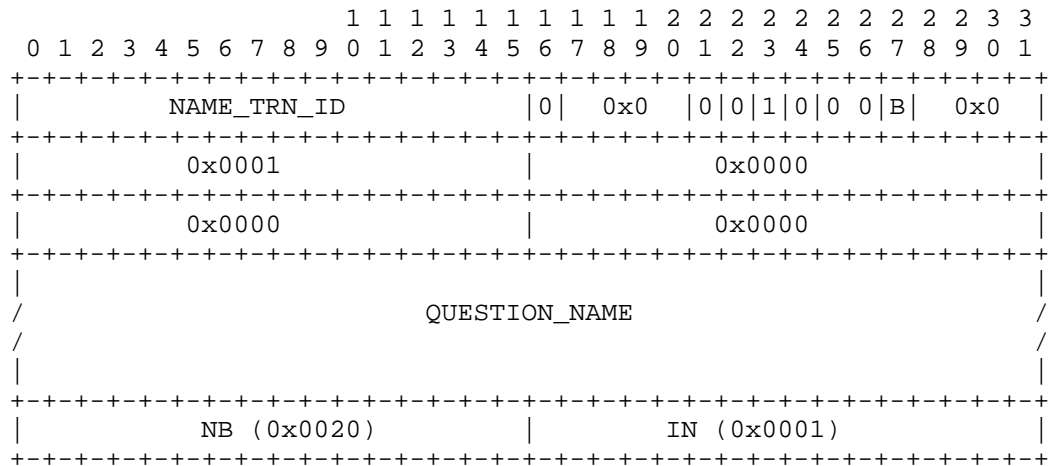 1 1 1 1 1 1 1 1 1 1 2 2 2 2 2 2 2 2 2 2 3 3
0 1 2 3 4 5 6 7 8 9 0 1 2 3 4 5 6 7 8 9 0 1 2 3 4 5 6 7 8 9 0 1
+-+-+-+-+-+-+-+-+-+-+-+-+-+-+-+-+-+-+-+-+-+-+-+-+-+-+-+-+-+-+-+-+
| NAME_TRN_ID |0| 0x0 |0|0|1|0|0 0|B| 0x0 |
+-+-+-+-+-+-+-+-+-+-+-+-+-+-+-+-+-+-+-+-+-+-+-+-+-+-+-+-+-+-+-+-+
| 0x0001 | 0x0000 |
+-+-+-+-+-+-+-+-+-+-+-+-+-+-+-+-+-+-+-+-+-+-+-+-+-+-+-+-+-+-+-+-+
| 0x0000 | 0x0000 |
+-+-+-+-+-+-+-+-+-+-+-+-+-+-+-+-+-+-+-+-+-+-+-+-+-+-+-+-+-+-+-+-+
| |
/ QUESTION_NAME /
/ /
| |
+-+-+-+-+-+-+-+-+-+-+-+-+-+-+-+-+-+-+-+-+-+-+-+-+-+-+-+-+-+-+-+-+
| NB (0x0020) | IN (0x0001) |
+-+-+-+-+-+-+-+-+-+-+-+-+-+-+-+-+-+-+-+-+-+-+-+-+-+-+-+-+-+-+-+-+